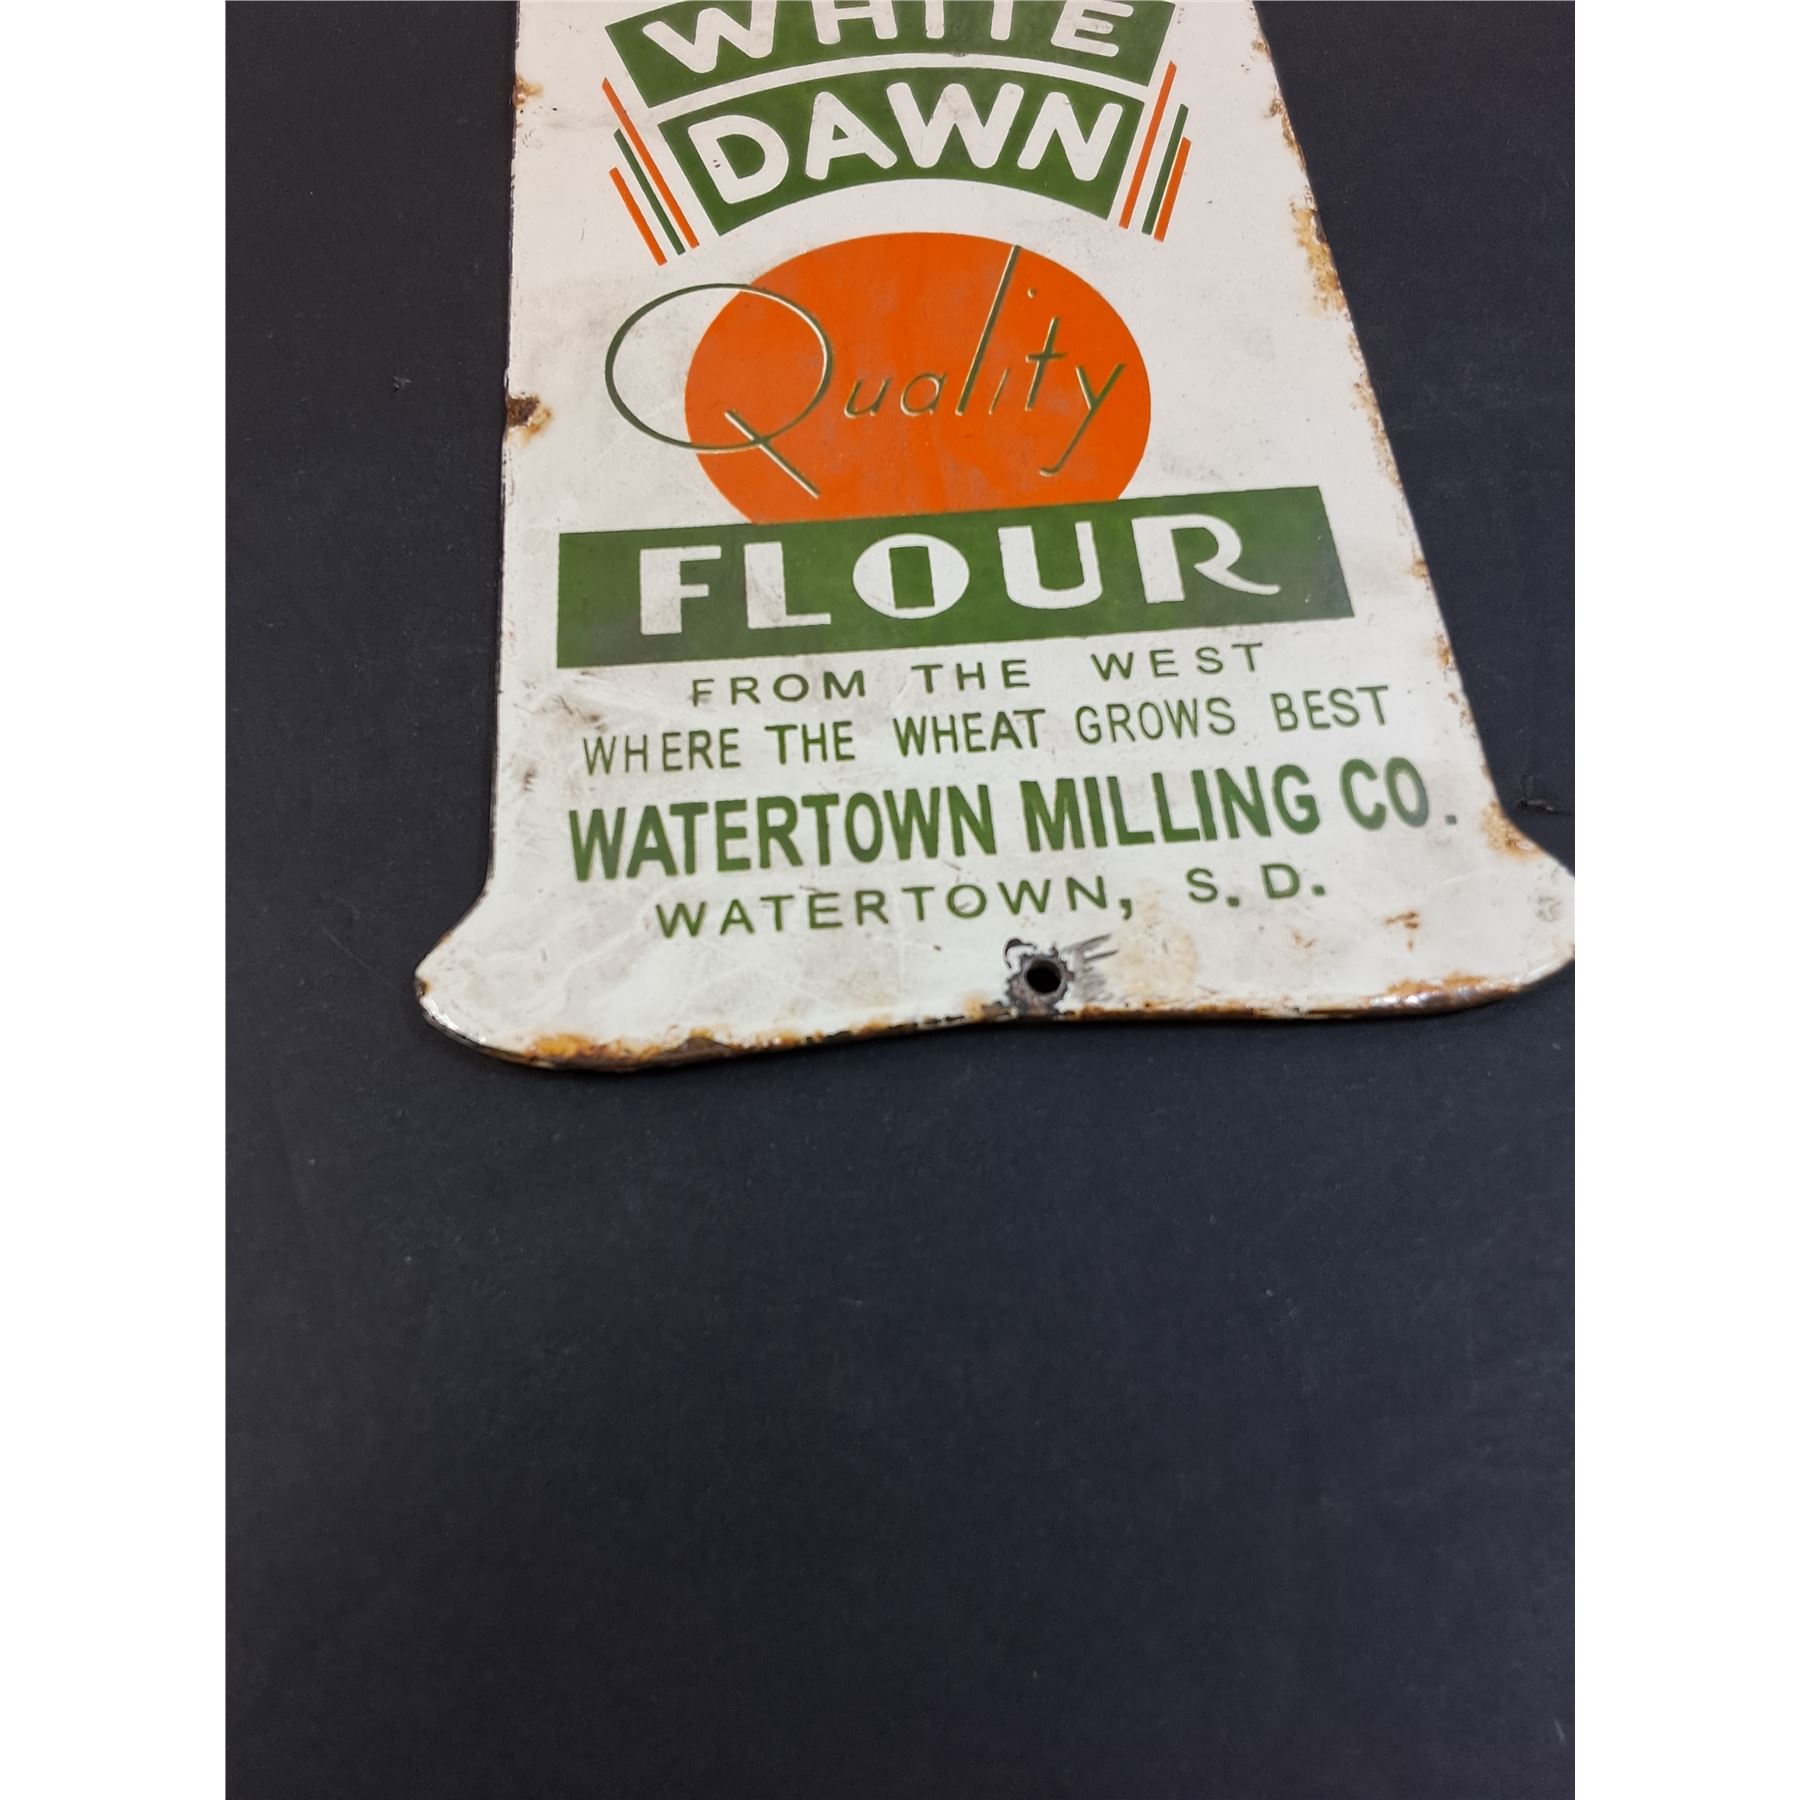 WHITE
DAWN
Quality
FLOUR
FROM THE WEST
WHERE THE WHEAT GROWS BEST
WATERTOWN MILLING CO.
WATERTOWN, S. D.